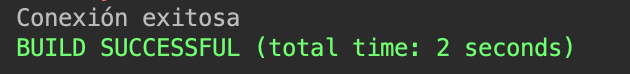 Conexión exitosa
BUILD SUCCESSFUL (total time: 2 seconds)